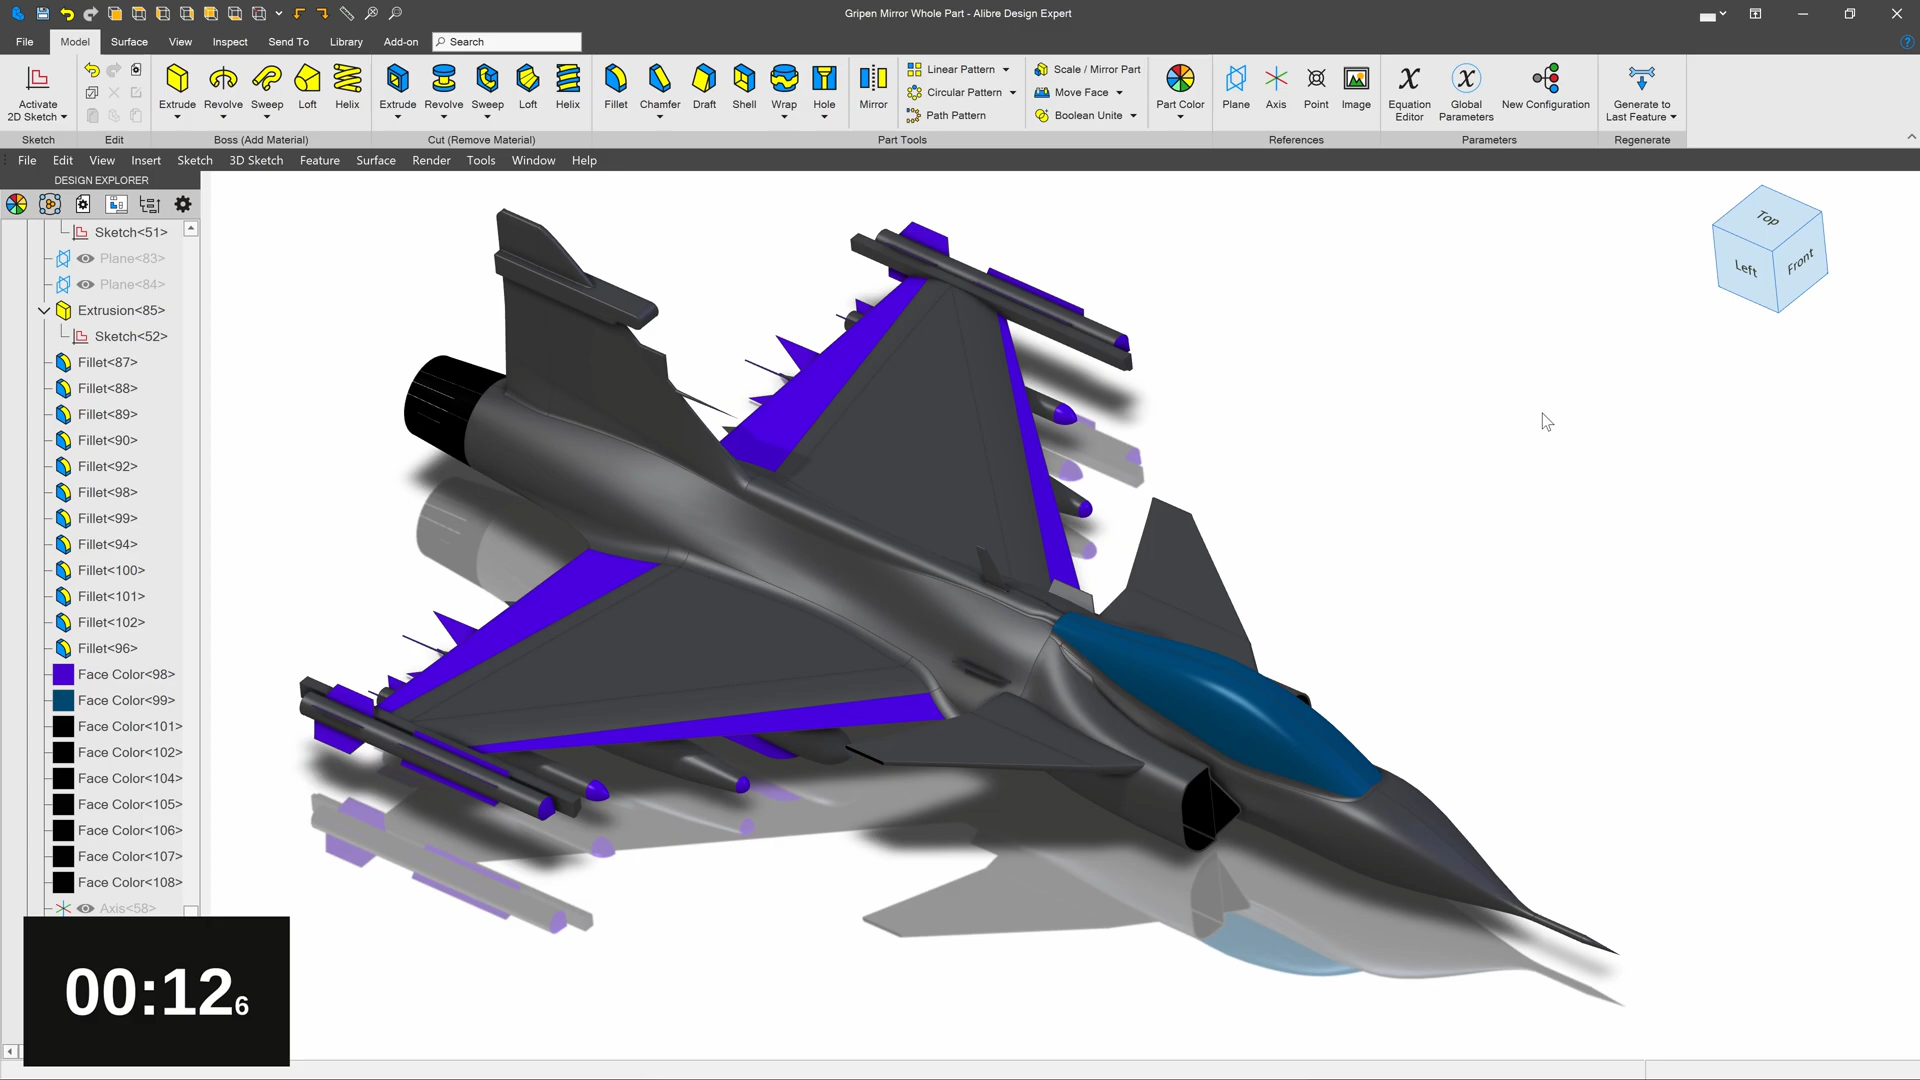 Gripen Mirror Whole Part - Alibre Design Expert
File Model Surface View Inspect Send To Library Add-on Search
Activate 2D Sketch
Extrude Revolve Sweep Loft Helix
Extrude Revolve Sweep Loft Helix
Fillet Chamfer Draft Shell Wrap Hole Mirror
Linear Pattern
Circular Pattern
Path Pattern
Scale / Mirror Part
Move Face
Boolean Unite
Part Color
Plane Axis Point Image
Equation Editor
Global Parameters
New Configuration
Generate to Last Feature
Sketch Edit Boss (Add Material) Cut (Remove Material) Part Tools References Parameters Regenerate
File Edit View Insert Sketch 3D Sketch Feature Surface Render Tools Window Help
DESIGN EXPLORER
Sketch<51>
Plane<83>
Plane<84>
Extrusion<85>
Sketch<52>
Fillet<87>
Fillet<88>
Fillet<89>
Fillet<90>
Fillet<92>
Fillet<98>
Fillet<99>
Fillet<94>
Fillet<100>
Fillet<101>
Fillet<102>
Fillet<96>
Face Color<98>
Face Color<99>
Face Color<101>
Face Color<102>
Face Color<104>
Face Color<105>
Face Color<106>
Face Color<107>
Face Color<108>
Axis<58>
Top
Left
Front
00:126